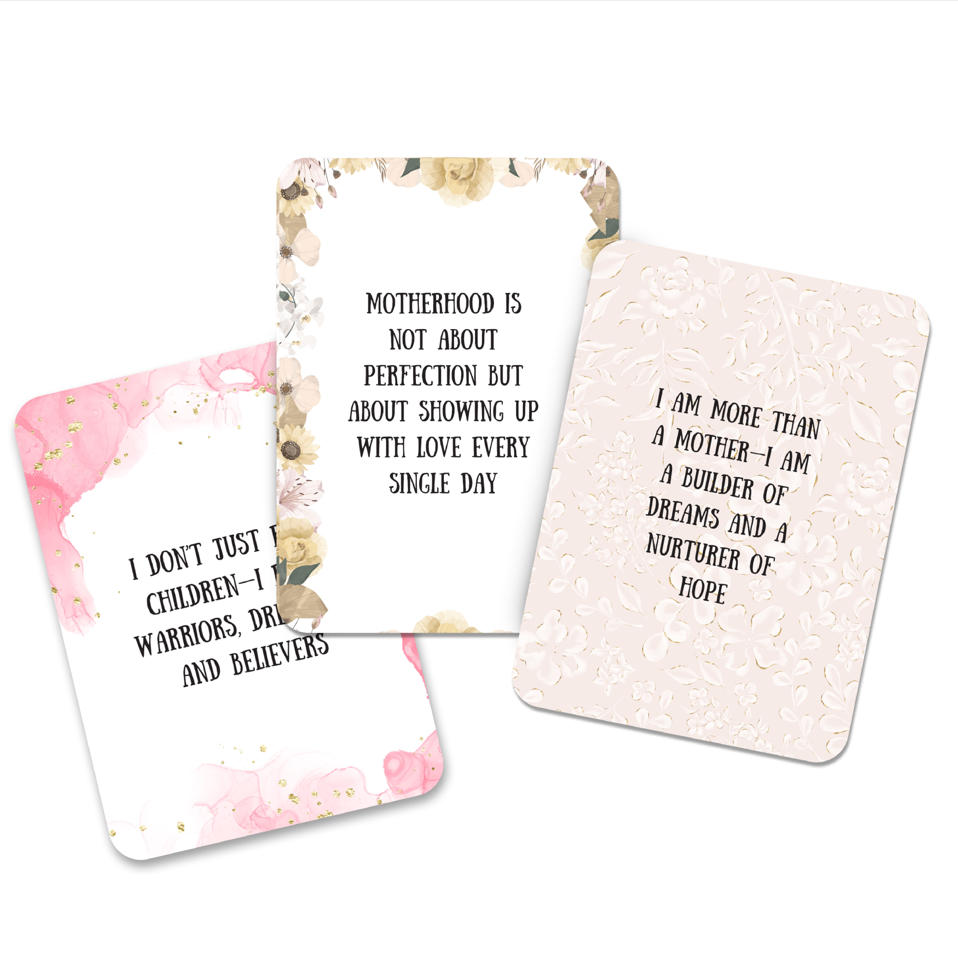 I DON'T JUST
CHILDREN—I
WARRIORS,
AND BELIEVERS
MOTHERHOOD IS
NOT ABOUT
PERFECTION BUT
ABOUT SHOWING UP
WITH LOVE EVERY
SINGLE DAY
I AM MORE THAN
A MOTHER—I AM
A BUILDER OF
DREAMS AND A
NURTURER OF
HOPE